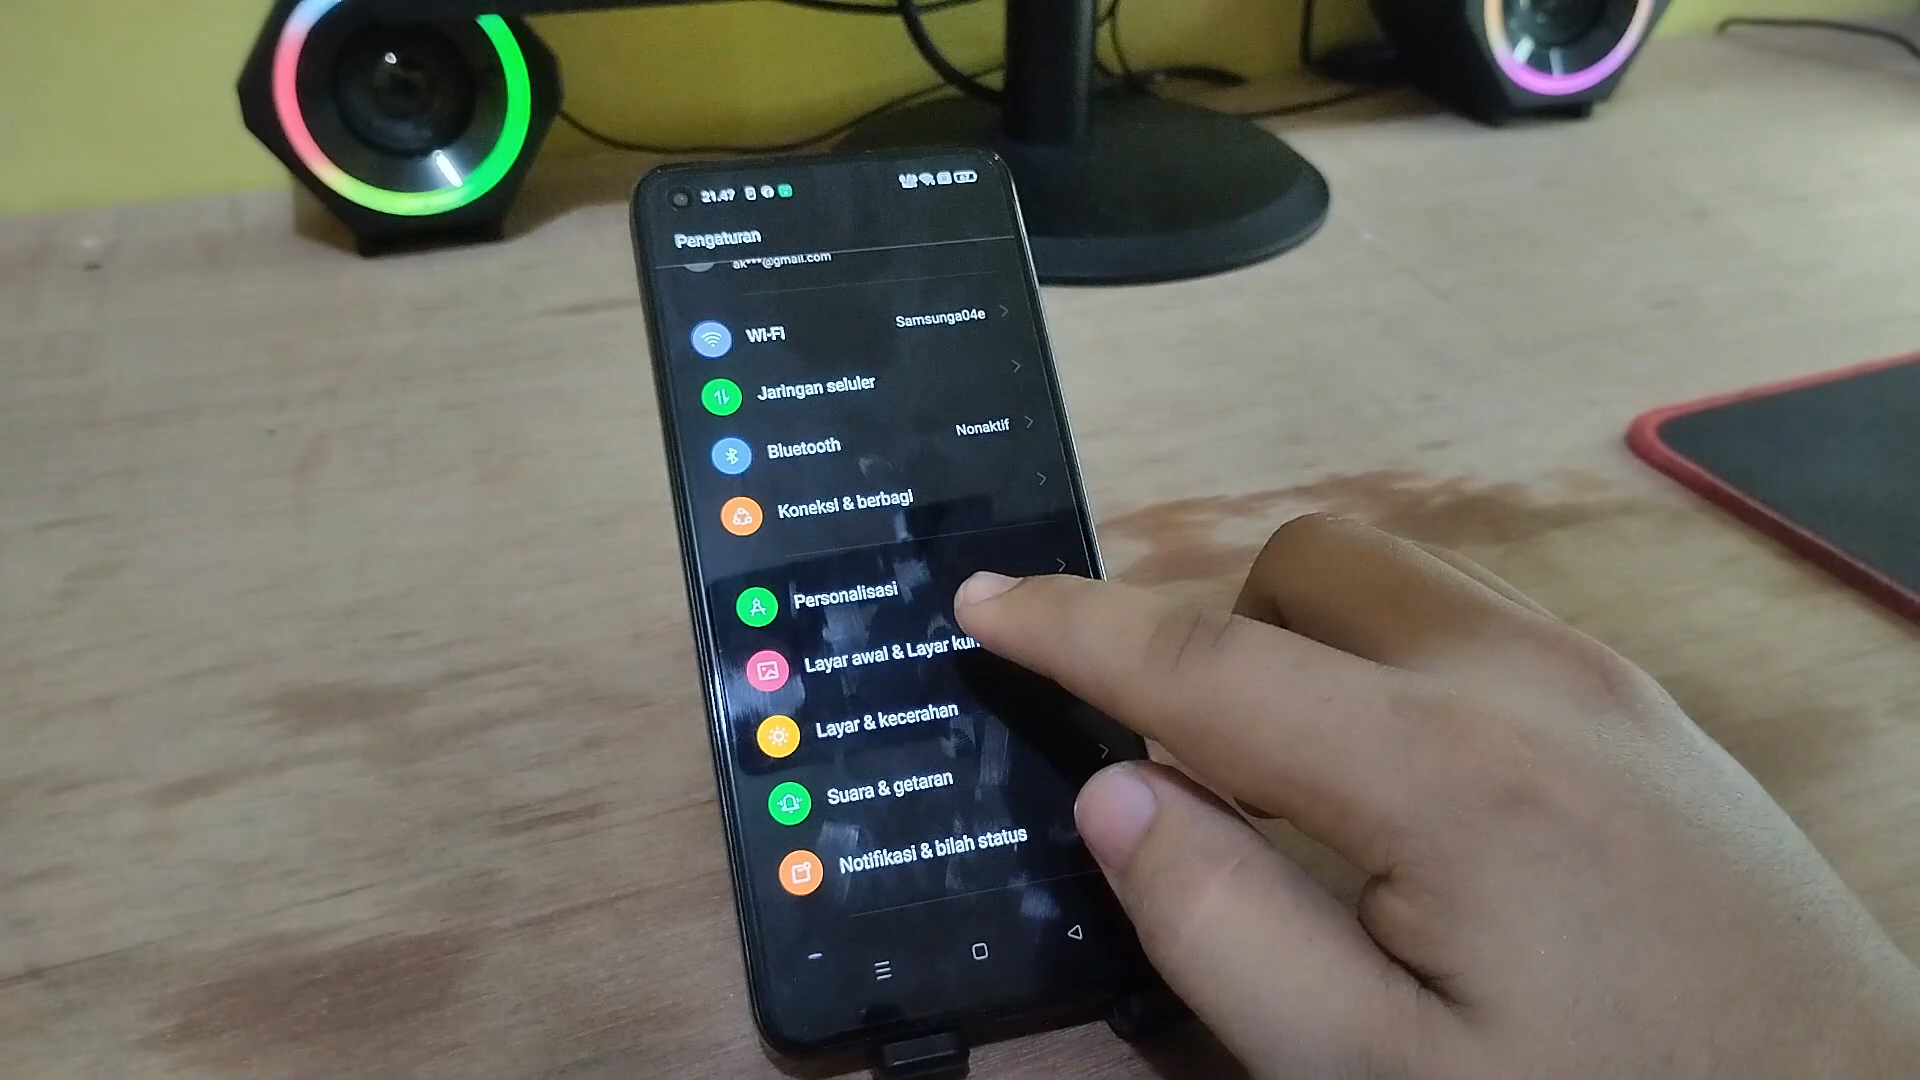 21.47
Pengaturan
ak***@gmail.com
Wi-Fi
Samsunga04e
Jaringan seluler
Bluetooth
Nonaktif
Koneksi & berbagi
Personalisasi
Layar awal & Layar
Layar & kecerahan
Suara & getaran
Notifikasi & bilah status